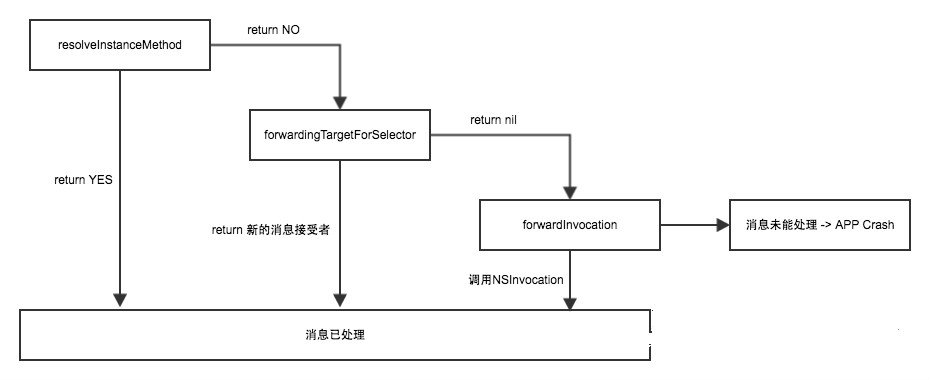 return NO
resolveInstanceMethod
return nil
forwardingTargetForSelector
return YES
return 新的消息接受者
forwardInvocation
消息未能处理 -> APP Crash
调用NSInvocation
消息已处理